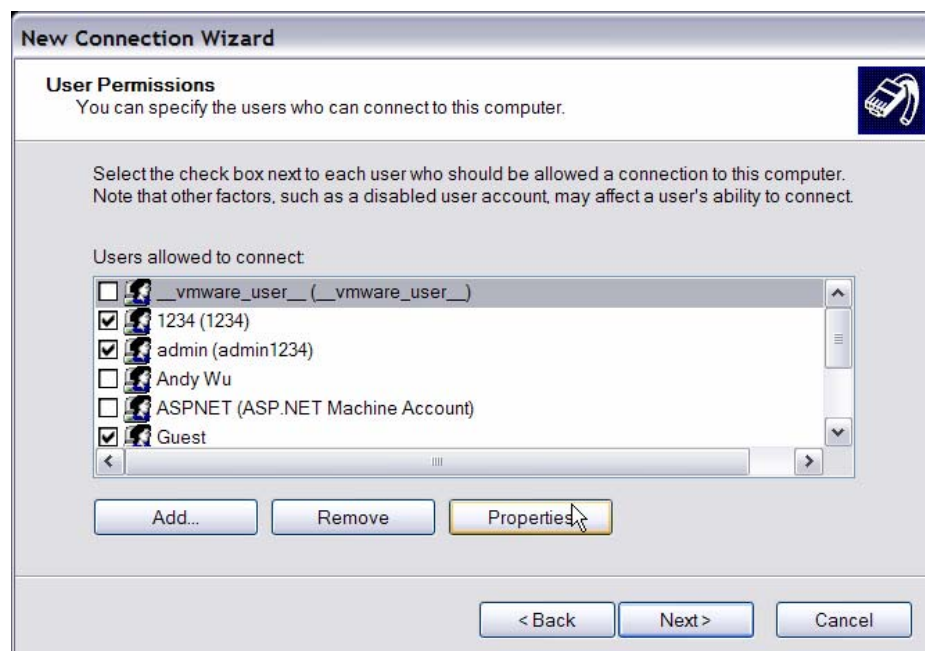 New Connection Wizard
User Permissions
You can specify the users who can connect to this computer.
Select the check box next to each user who should be allowed a connection to this computer.
Note that other factors, such as a disabled user account, may affect a user's ability to connect.
Users allowed to connect:
__vmware_user__ (__vmware_user__)
1234 (1234)
admin (admin1234)
Andy Wu
ASPNET (ASP.NET Machine Account)
Guest
Add...
Remove
Properties
< Back
Next >
Cancel